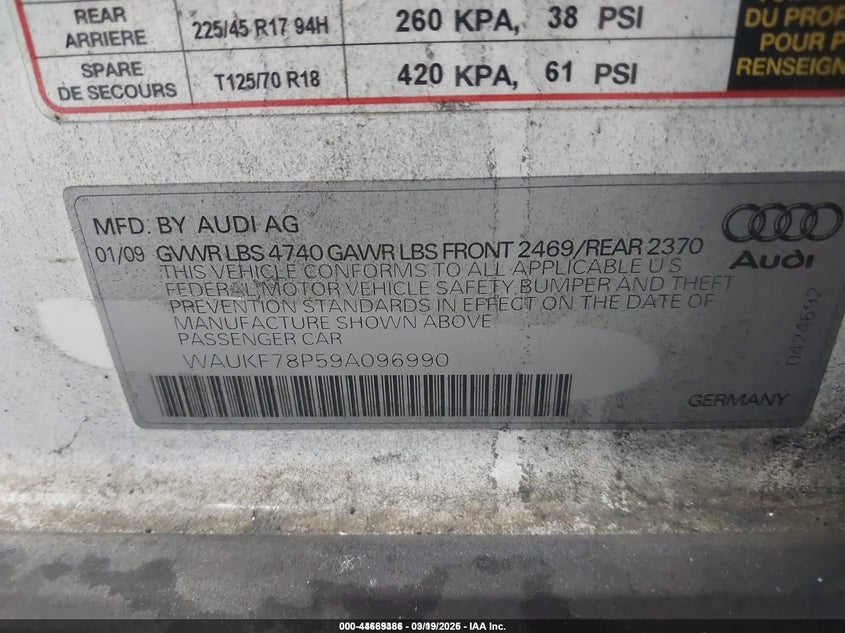 REAR
ARRIERE
225/45 R17 94H
260 KPA, 38 PSI
SPARE
DE SECOURS
T125/70 R18
420 KPA, 61 PSI
DU PROP
POUR P
RENSEIGN
MFD. BY AUDI AG
01/09 GVWR LBS 4740 GAWR LBS FRONT 2469/REAR 2370
THIS VEHICLE CONFORMS TO ALL APPLICABLE U S
FEDERAL MOTOR VEHICLE SAFETY, BUMPER AND THEFT
PREVENTION STANDARDS IN EFFECT ON THE DATE OF
MANUFACTURE SHOWN ABOVE
PASSENGER CAR
WAUKF78P59A096990
Audi
0424692
GERMANY
03/19/2026 - IAA Inc.